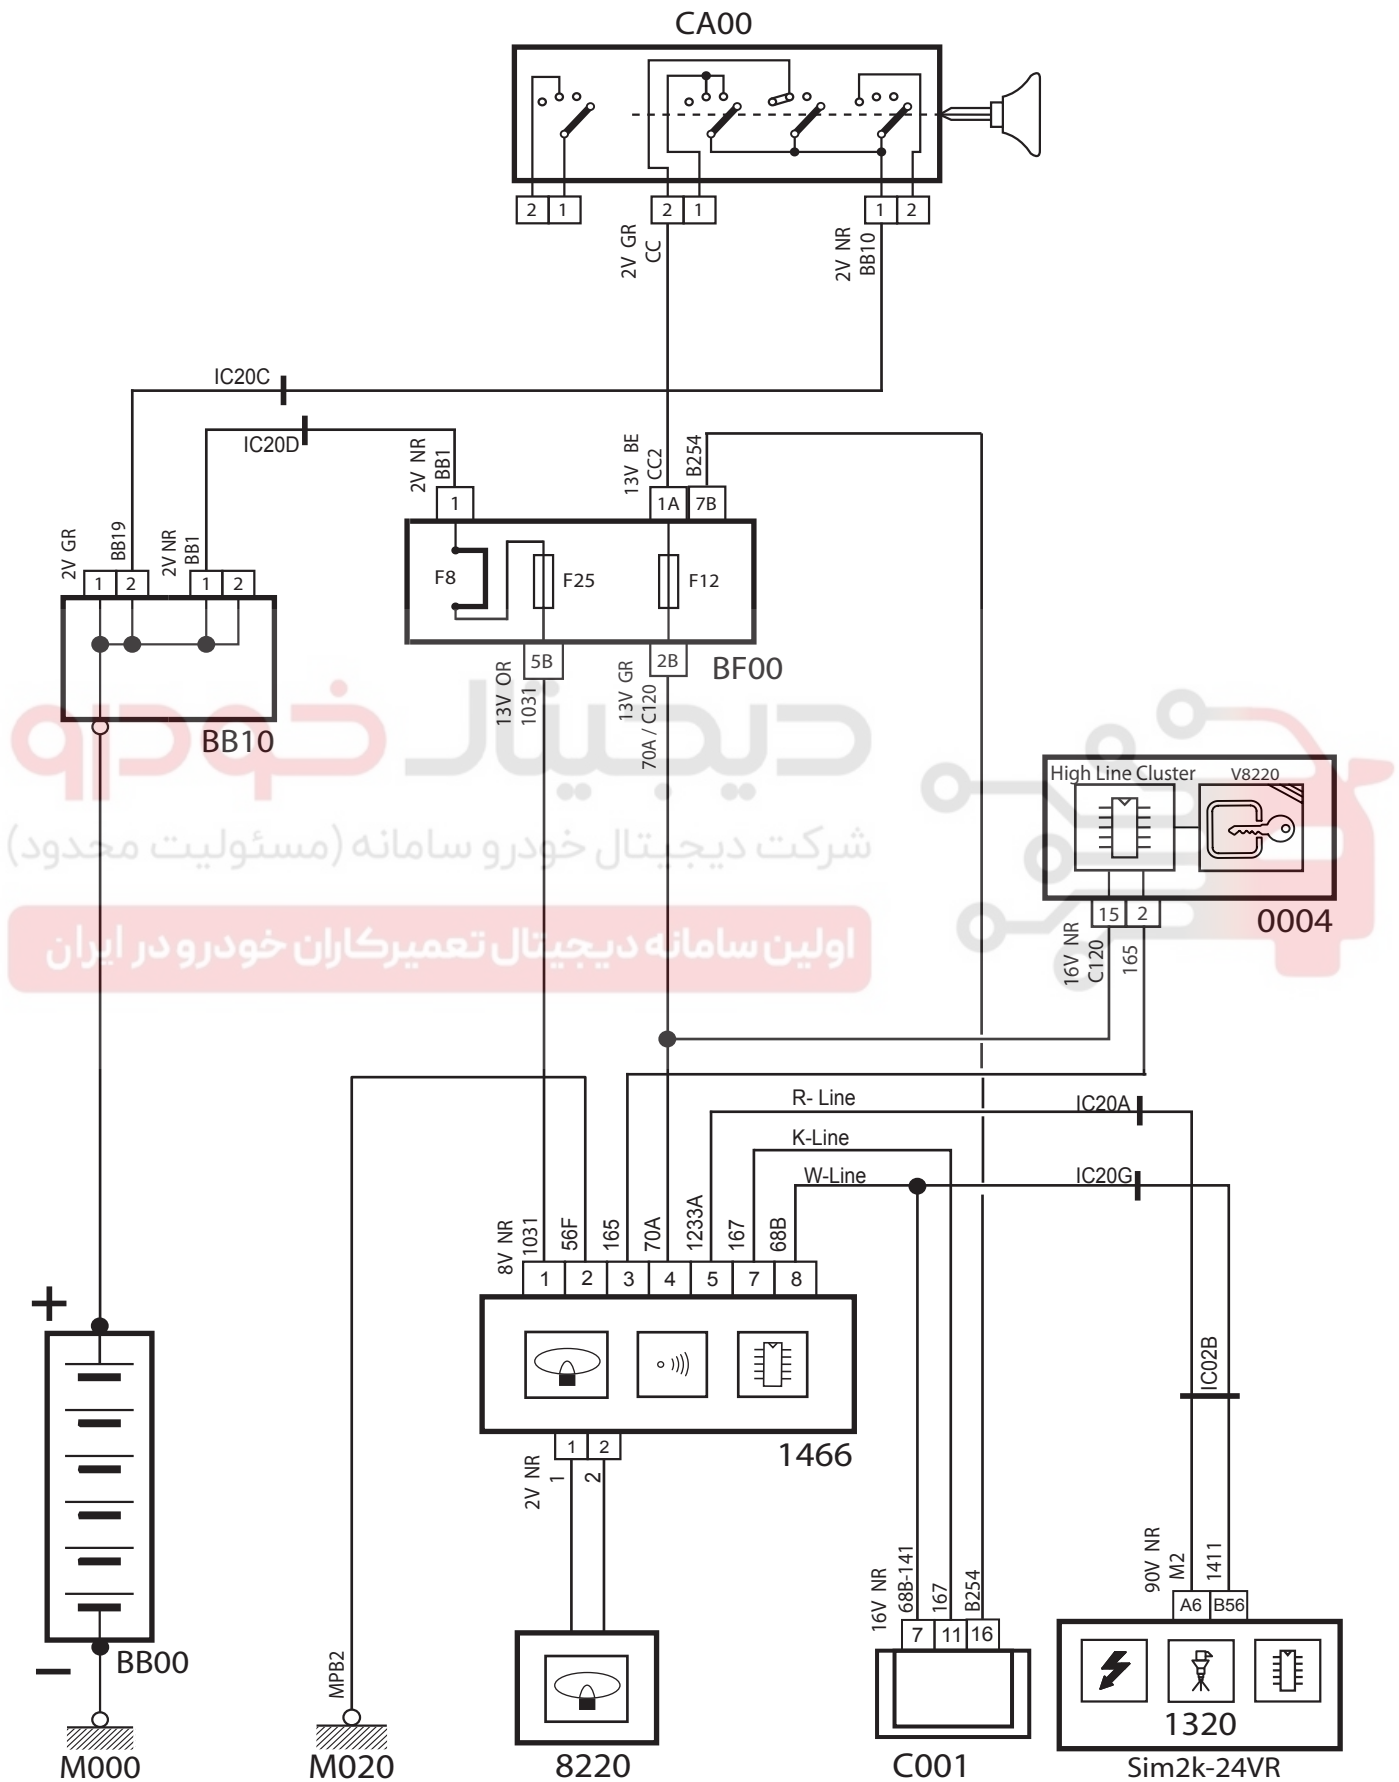 CA00
2 1
2 1
1 2
2V GR
CC
2V NR
BB10
IC20C
IC20D
2V NR
BB1
13V BE
CC2
B254
1
1A 7B
2V GR
BB19
2V NR
BB1
1 2
1 2
F8
F25
F12
5B
2B
BF00
13V OR
1031
13V GR
70A / C120
BB10
دیجیتال خودرو
شرکت دیجیتال خودرو سامانه (مسئولیت محدود)
اولین سامانه دیجیتال تعمیرکاران خودرو در ایران
High Line Cluster
V8220
15 2
0004
16V NR
C120
165
R- Line
IC20A
K-Line
W-Line
IC20G
8V NR
1031
56F
165
70A
1233A
167
68B
1 2 3 4 5 7 8
+
IC02B
1 2
1466
2V NR
1
2
90V NR
M2
1411
16V NR
68B-141
167
B254
A6 B56
7 11 16
BB00
–
MPB2
1320
M000
M020
8220
C001
Sim2k-24VR